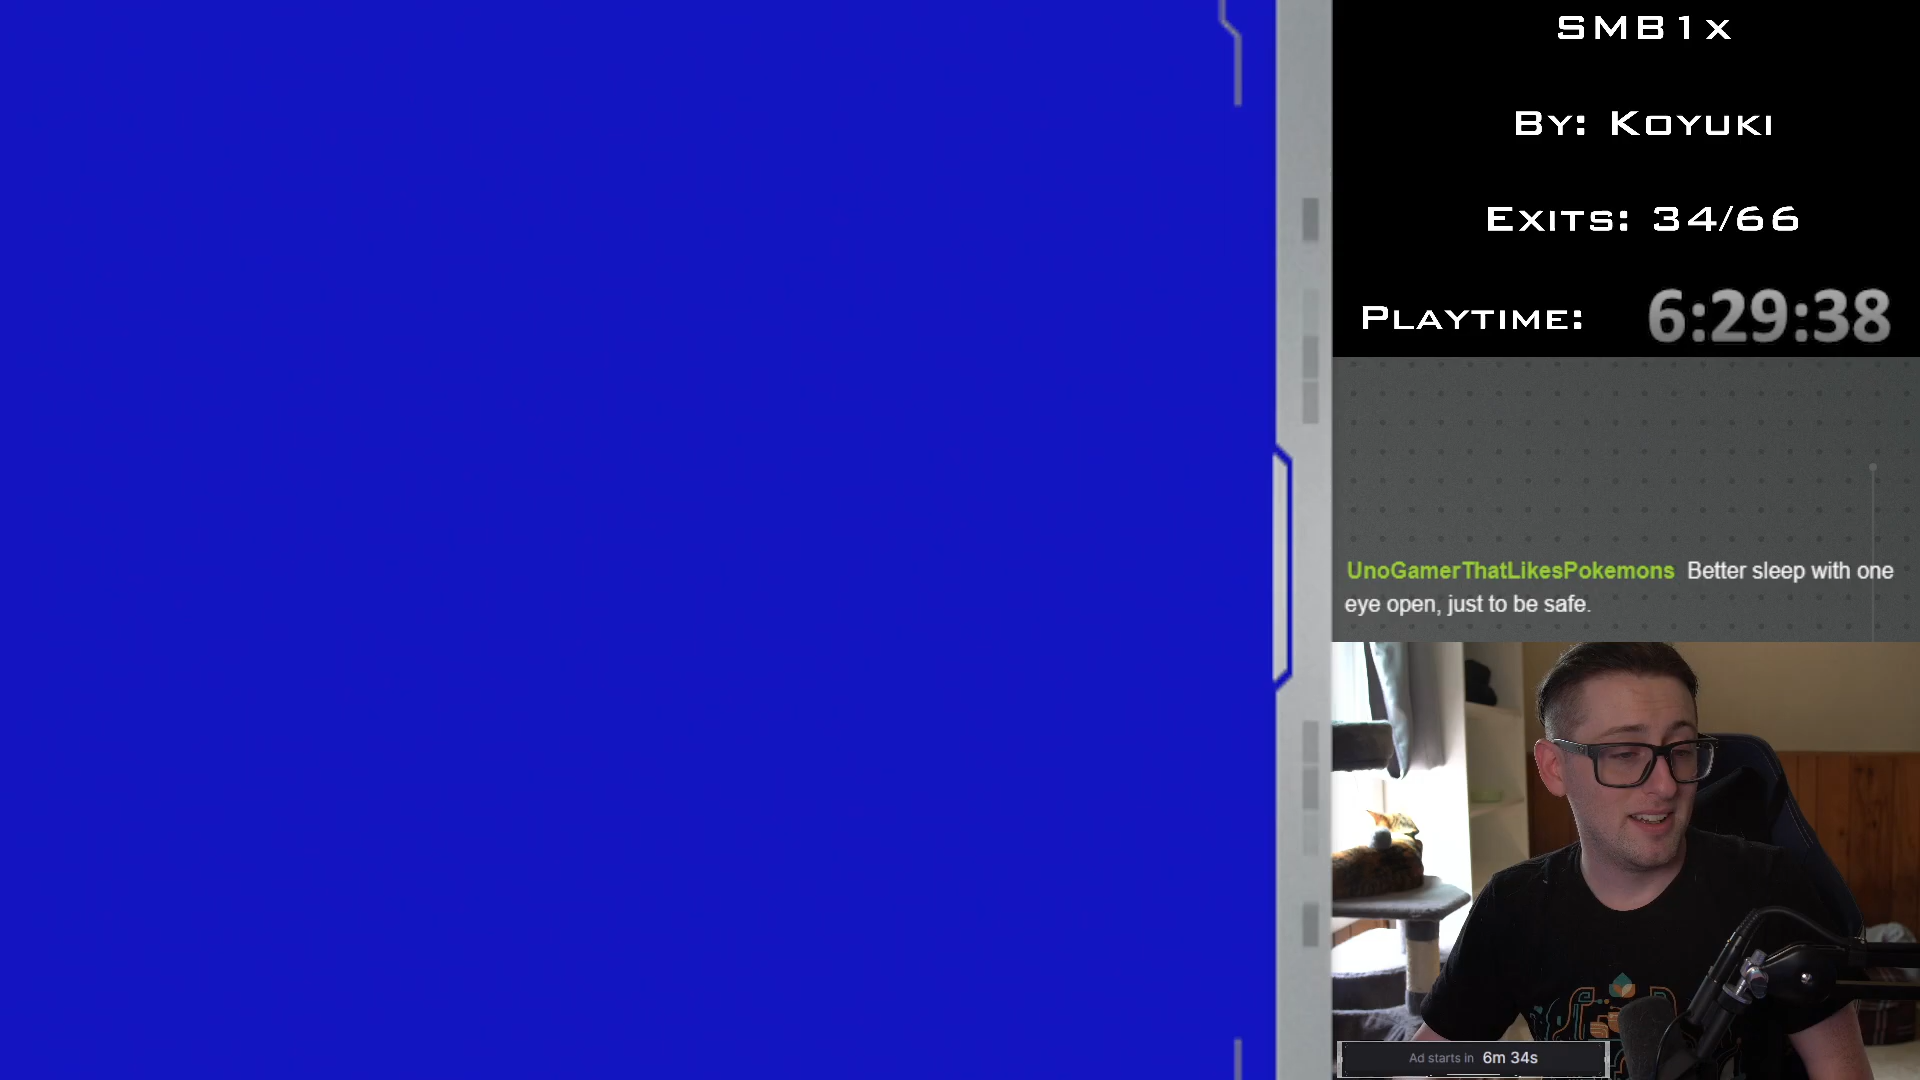 SMB1x
By: Koyuki
Exits: 34/66
Playtime: 6:29:38
UnoGamerThatLikesPokemons Better sleep with one
eye open, just to be safe.
Ad starts in 6m 34s